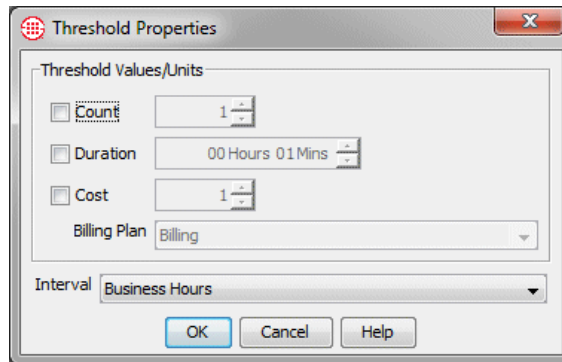 Threshold Properties
Threshold Values/Units
Count 1
Duration 00 Hours 01 Mins
Cost 1
Billing Plan Billing
Interval Business Hours
OK Cancel Help